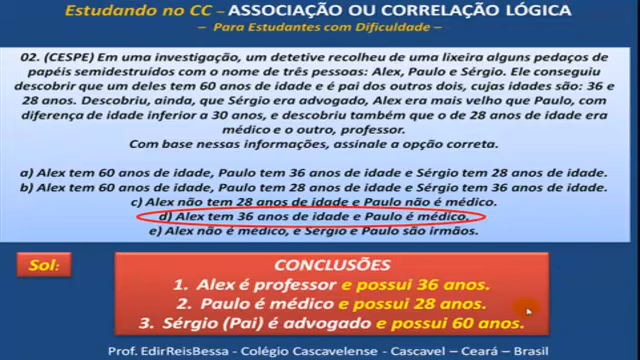 Estudando no CC – ASSOCIAÇÃO OU CORRELAÇÃO LÓGICA
– Para Estudantes com Dificuldade –
02. (CESPE) Em uma investigação, um detetive recolheu de uma lixeira alguns pedaços de
papéis semidestruídos com o nome de três pessoas: Alex, Paulo e Sérgio. Ele conseguiu
descobrir que um deles tem 60 anos de idade e é pai dos outros dois, cujas idades são: 36 e
28 anos. Descobriu, ainda, que Sérgio era advogado, Alex era mais velho que Paulo, com
diferença de idade inferior a 30 anos, e descobriu também que o de 28 anos de idade era
médico e o outro, professor.
Com base nessas informações, assinale a opção correta.
a) Alex tem 60 anos de idade, Paulo tem 36 anos de idade e Sérgio tem 28 anos de idade.
b) Alex tem 60 anos de idade, Paulo tem 28 anos de idade e Sérgio tem 36 anos de idade.
c) Alex não tem 28 anos de idade e Paulo não é médico.
d) Alex tem 36 anos de idade e Paulo é médico.
e) Alex não é médico, e Sérgio e Paulo são irmãos.
Sol:
CONCLUSÕES
1. Alex é professor e possui 36 anos.
2. Paulo é médico e possui 28 anos.
3. Sérgio (Pai) é advogado e possui 60 anos.
Prof. EdirReisBessa - Colégio Cascavelense - Cascavel – Ceará – Brasil